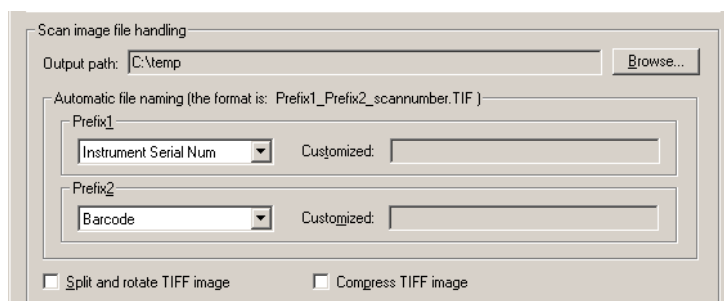 Scan image file handling
Output path: C:\temp Browse...
Automatic file naming (the format is: Prefix1_Prefix2_scannumber.TIF )
Prefix1
Instrument Serial Num Customized:
Prefix2
Barcode Customized:
Split and rotate TIFF image Compress TIFF image